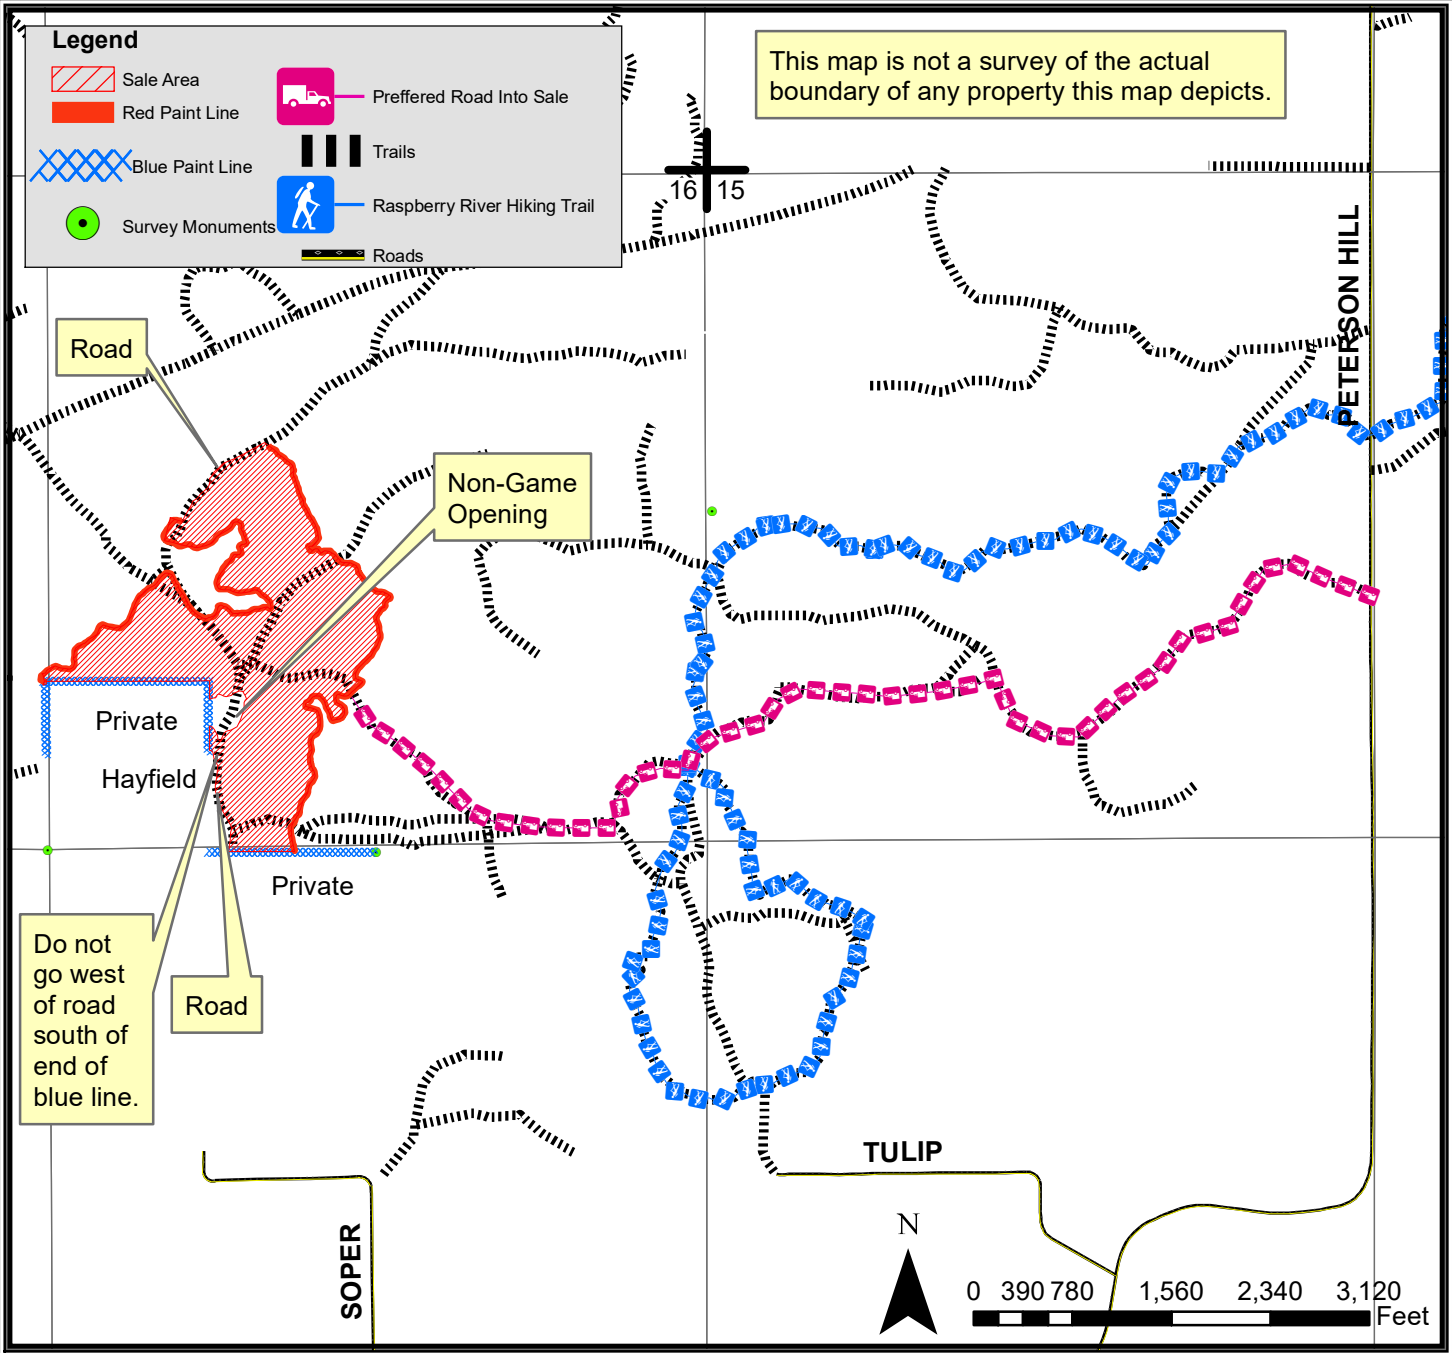 Legend
Sale Area
Red Paint Line
Blue Paint Line
Survey Monuments
Preffered Road Into Sale
Trails
Raspberry River Hiking Trail
Roads
This map is not a survey of the actual
boundary of any property this map depicts.
16 15
PETERSON HILL
Road
Non-Game
Opening
Private
Hayfield
Private
Do not
go west
of road
south of
end of
blue line.
Road
TULIP
SOPER
N
0 390 780 1,560 2,340 3,120
Feet